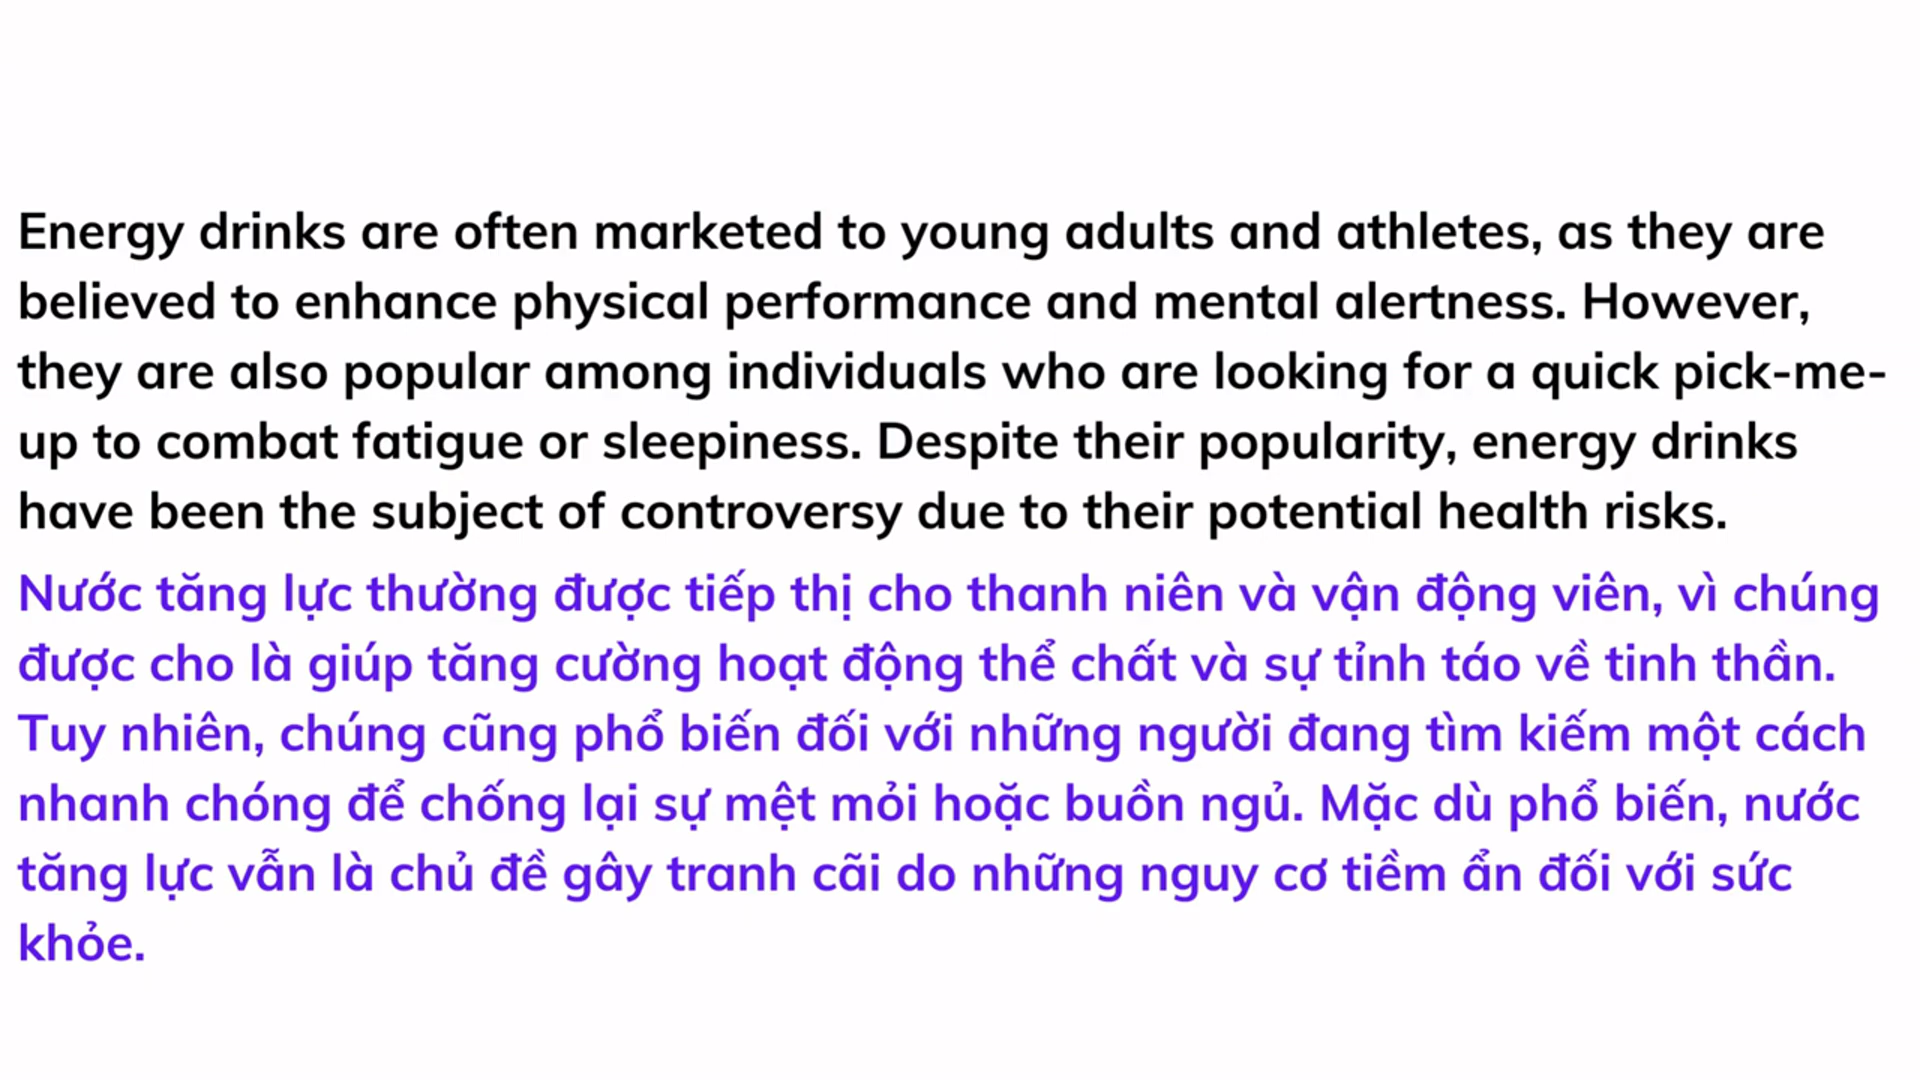 Energy drinks are often marketed to young adults and athletes, as they are
believed to enhance physical performance and mental alertness. However,
they are also popular among individuals who are looking for a quick pick-me-
up to combat fatigue or sleepiness. Despite their popularity, energy drinks
have been the subject of controversy due to their potential health risks.
Nước tăng lực thường được tiếp thị cho thanh niên và vận động viên, vì chúng
được cho là giúp tăng cường hoạt động thể chất và sự tỉnh táo về tinh thần.
Tuy nhiên, chúng cũng phổ biến đối với những người đang tìm kiếm một cách
nhanh chóng để chống lại sự mệt mỏi hoặc buồn ngủ. Mặc dù phổ biến, nước
tăng lực vẫn là chủ đề gây tranh cãi do những nguy cơ tiềm ẩn đối với sức
khỏe.